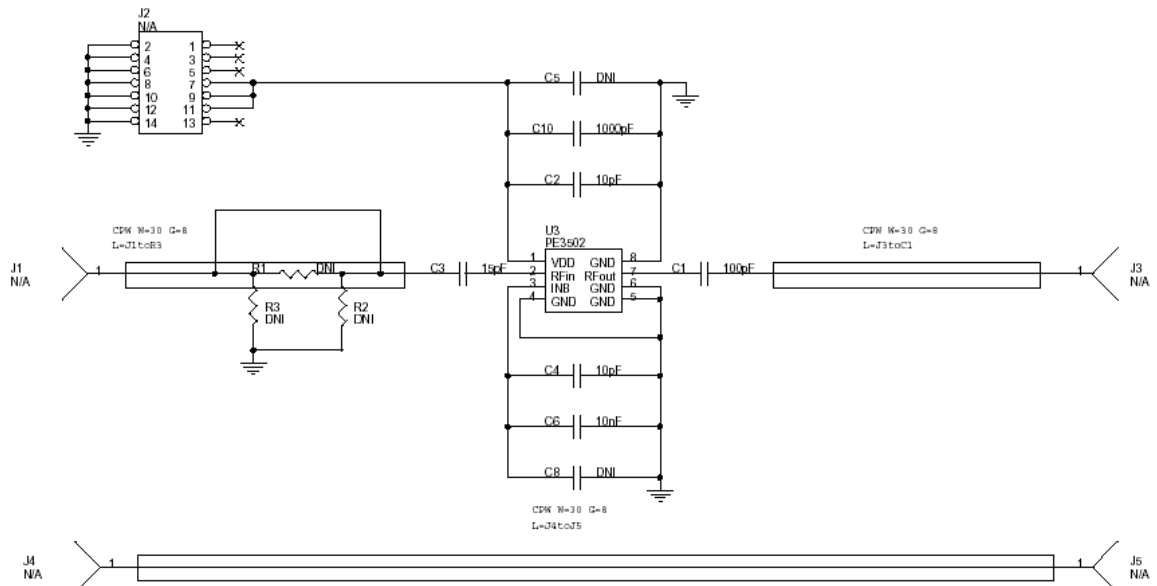 J2
N/A
2 1
4 3
6 5
8 7
10 9
12 11
14 13
C5 DNI
C10 1000pF
C2 10pF
U3
PE3502
1 VDD GND 8
2 RFin RFout 7
3 INB GND 6
4 GND GND 5
CPW W=30 G=8
L=J1toR3
J1
N/A
1
R1 DNI
R3
DNI
R2
DNI
C3 15pF
C1 100pF
CPW W=30 G=8
L=J3toC1
1
J3
N/A
C4 10pF
C6 10nF
C8 DNI
CPW W=30 G=8
L=J4toJ5
J4
N/A
1
1
J5
N/A